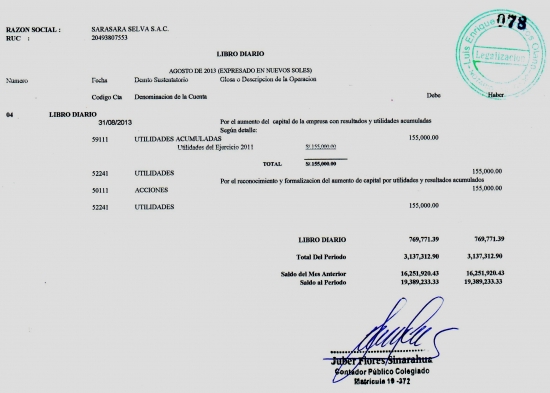 RAZON SOCIAL : SARASARA SELVA S.A.C.
RUC : 20493807553
078
Luis Enrique
Legalizacion
LIBRO DIARIO
AGOSTO DE 2013 (EXPRESADO EN NUEVOS SOLES)
Numero Fecha Dcmto Sustentatorio Glosa o Descripcion de la Operacion
Codigo Cta Denominacion de la Cuenta Debe Haber
04 LIBRO DIARIO
31/08/2013 Por el aumento del capital de la empresa con resultados y utilidades acumuladas
Según detalle:
59111 UTILIDADES ACUMULADAS 155,000.00
Utilidades del Ejercicio 2011 S/.155,000.00
TOTAL S/.155,000.00
52241 UTILIDADES 155,000.00
Por el reconocimiento y formalización del aumento de capital por utilidades y resultados acumulados
50111 ACCIONES 155,000.00
52241 UTILIDADES 155,000.00
LIBRO DIARIO 769,771.39 769,771.39
Total Del Periodo 3,137,312.90 3,137,312.90
Saldo del Mes Anterior 16,251,920.43 16,251,920.43
Saldo al Periodo 19,389,233.33 19,389,233.33
Juber Flores Sinarahua
Contador Público Colegiado
Matricula 19 -372